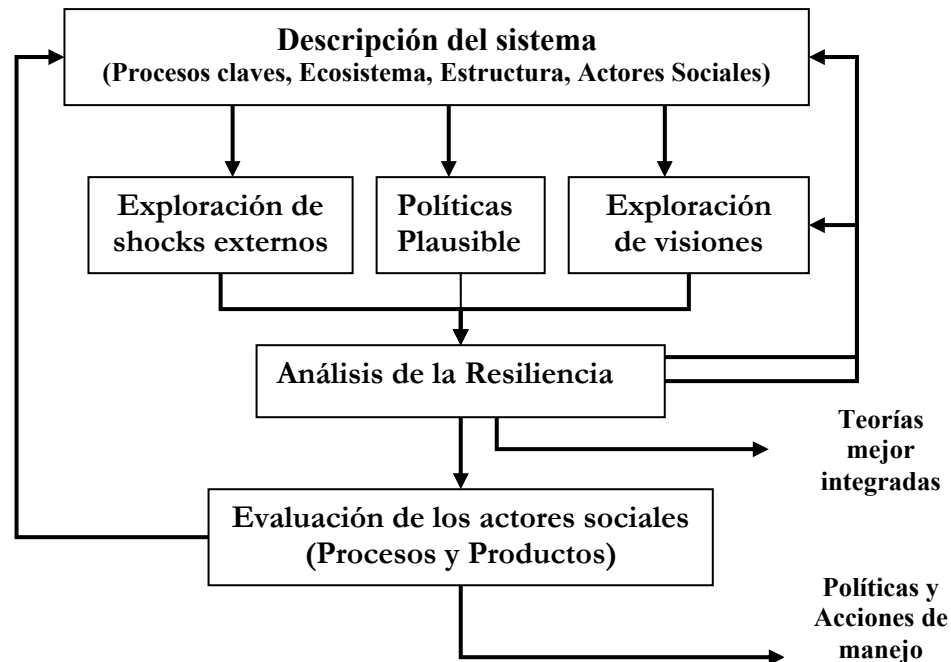 Descripción del sistema
(Procesos claves, Ecosistema, Estructura, Actores Sociales)
Exploración de
shocks externos
Políticas
Plausible
Exploración
de visiones
Análisis de la Resiliencia
Teorías
mejor
integradas
Evaluación de los actores sociales
(Procesos y Productos)
Políticas y
Acciones de
manejo